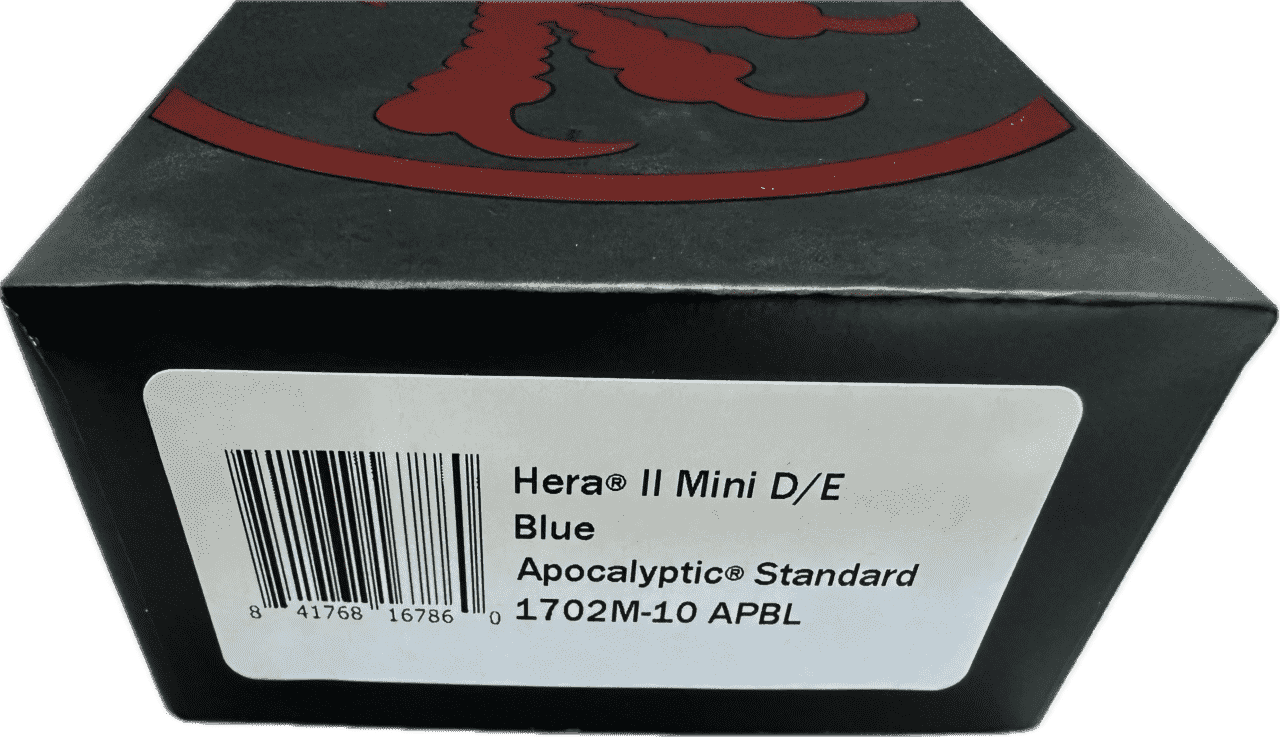 Hera® II Mini D/E
Blue
Apocalyptic® Standard
1702M-10 APBL
8 41768 16786 0